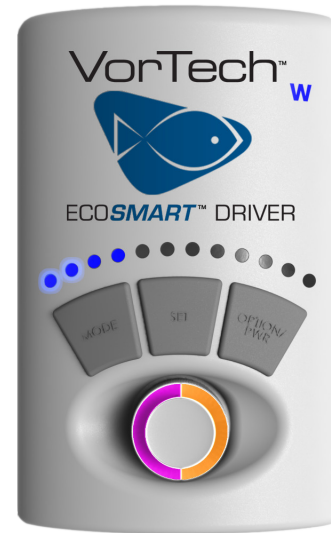 VorTech™
W
ECOSMART™ DRIVER
MODE
SET
OPTION/
PWR